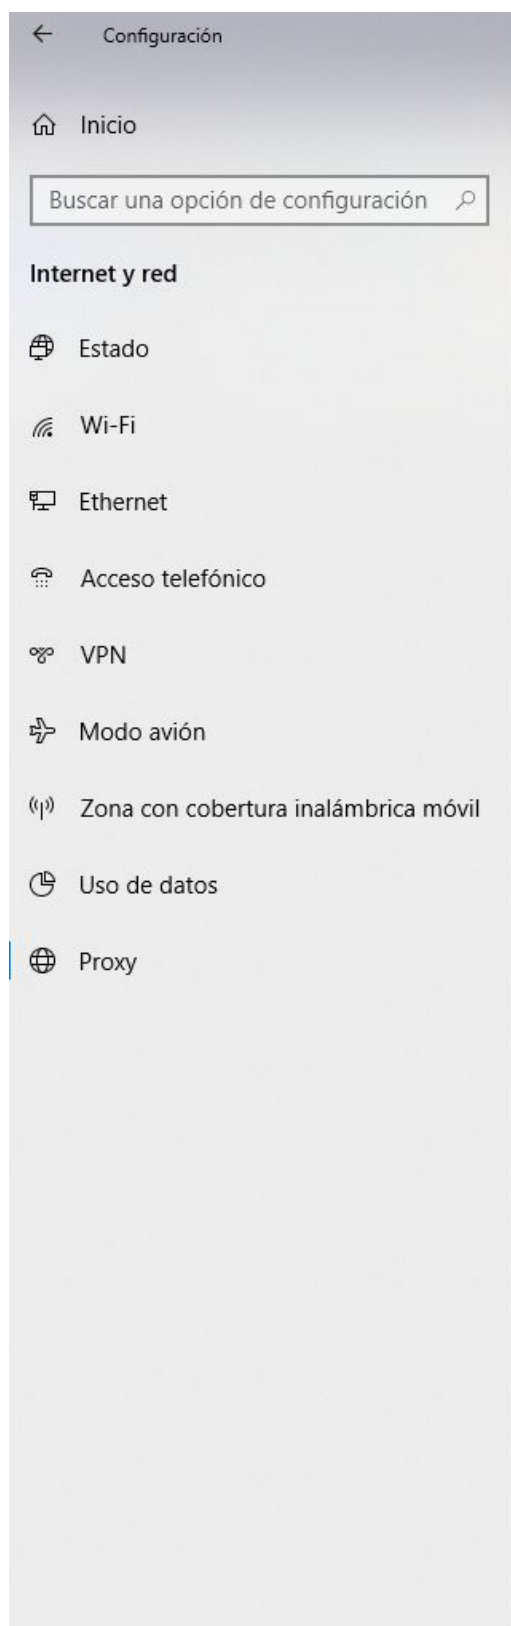 Configuración
Inicio
Buscar una opción de configuración
Internet y red
Estado
Wi-Fi
Ethernet
Acceso telefónico
VPN
Modo avión
Zona con cobertura inalámbrica móvil
Uso de datos
Proxy